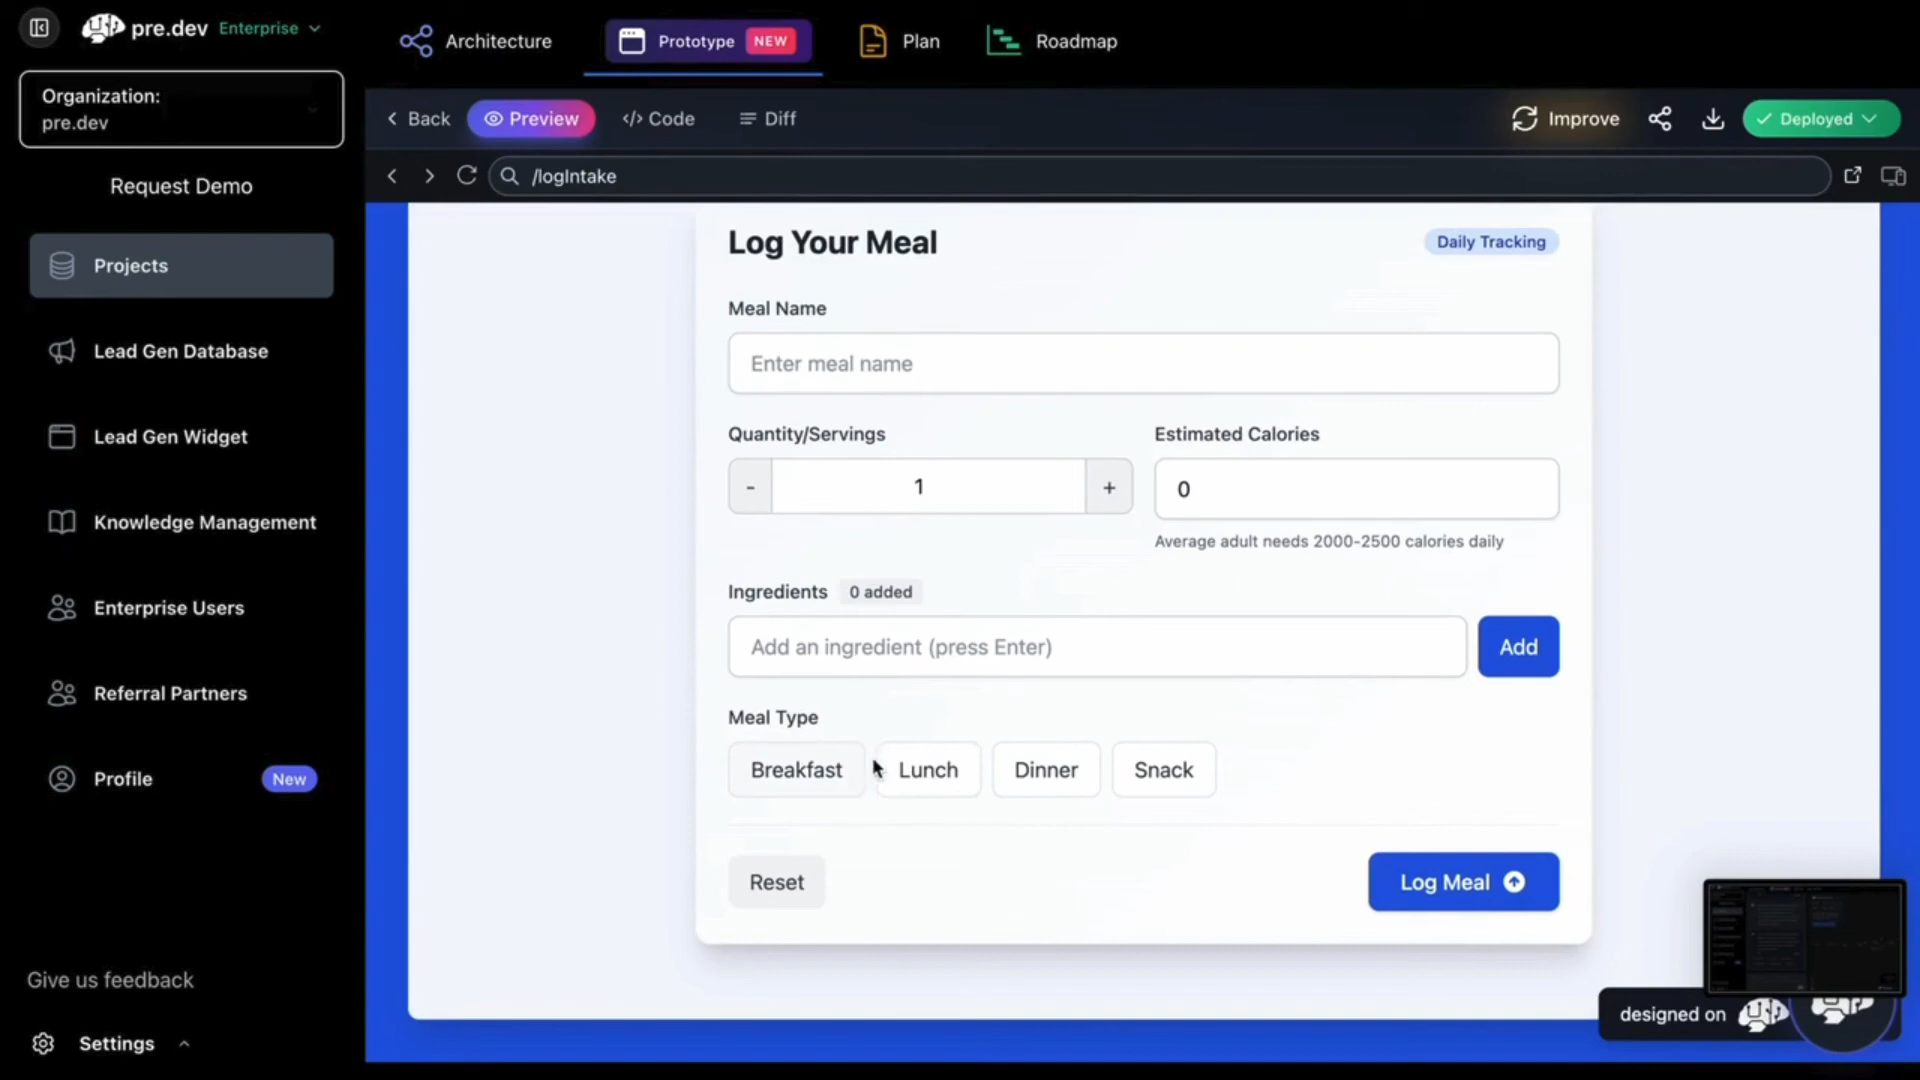 pre.dev Enterprise
Organization:
pre.dev
Request Demo
Projects
Lead Gen Database
Lead Gen Widget
Knowledge Management
Enterprise Users
Referral Partners
Profile New
Give us feedback
Settings
Architecture Prototype NEW Plan Roadmap
Back Preview </> Code Diff Improve Deployed
/logIntake
Log Your Meal Daily Tracking
Meal Name
Enter meal name
Quantity/Servings Estimated Calories
- 1 + 0
Average adult needs 2000-2500 calories daily
Ingredients 0 added
Add an ingredient (press Enter) Add
Meal Type
Breakfast Lunch Dinner Snack
Reset Log Meal
designed on